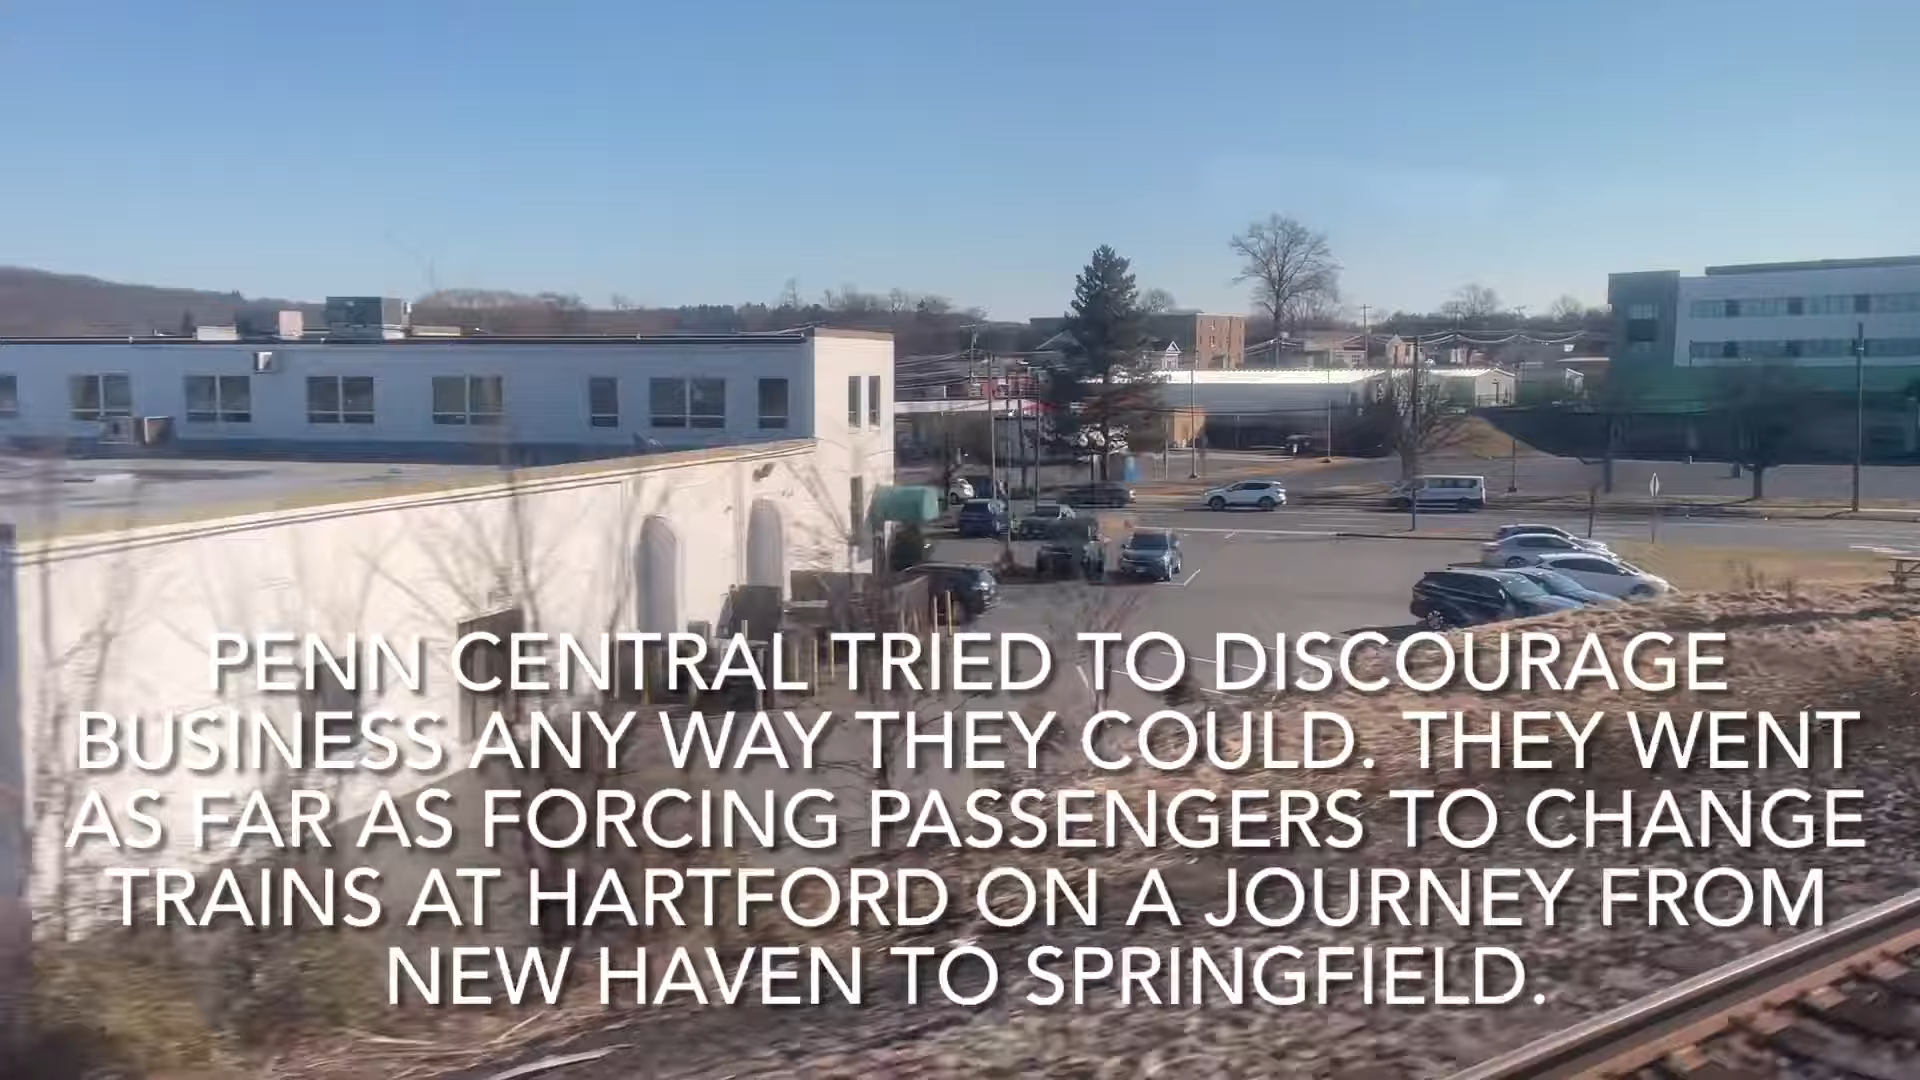 PENN CENTRAL TRIED TO DISCOURAGE
BUSINESS ANY WAY THEY COULD. THEY WENT
AS FAR AS FORCING PASSENGERS TO CHANGE
TRAINS AT HARTFORD ON A JOURNEY FROM
NEW HAVEN TO SPRINGFIELD.